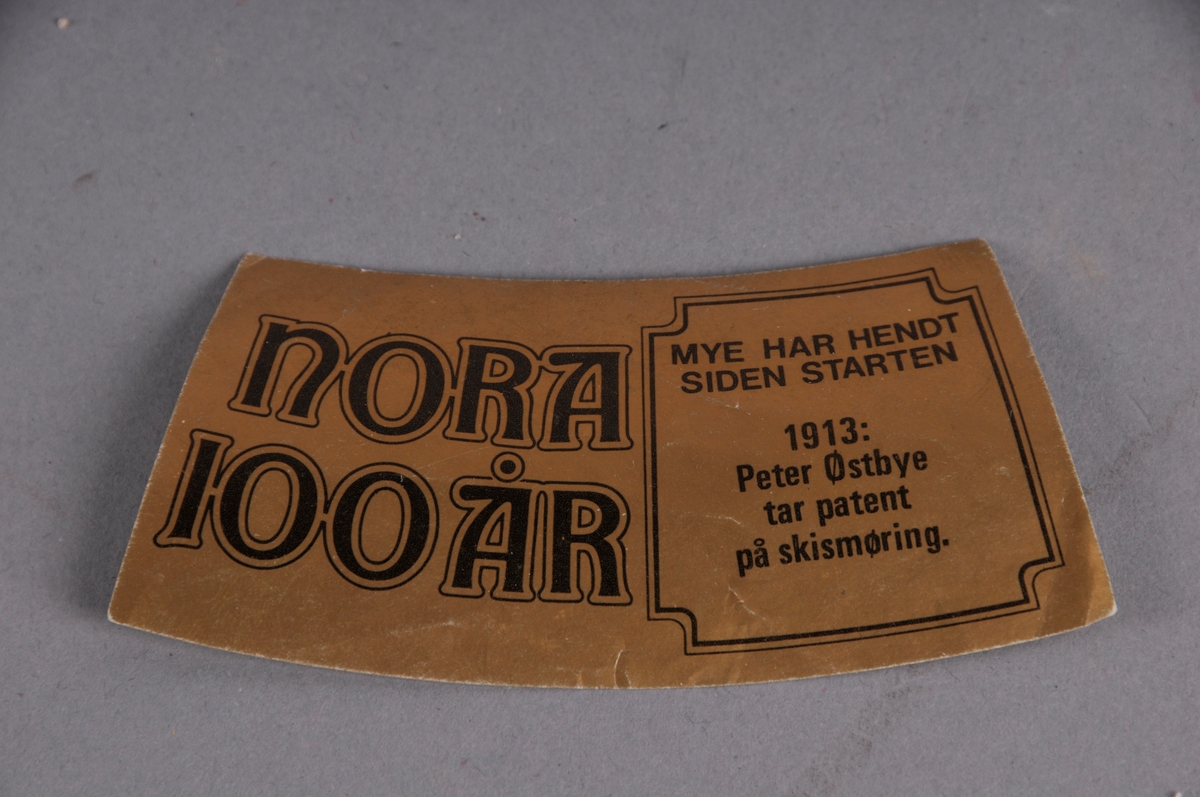 NORA
100 ÅR
MYE HAR HENDT
SIDEN STARTEN
1913:
Peter Østbye
tar patent
på skismøring.